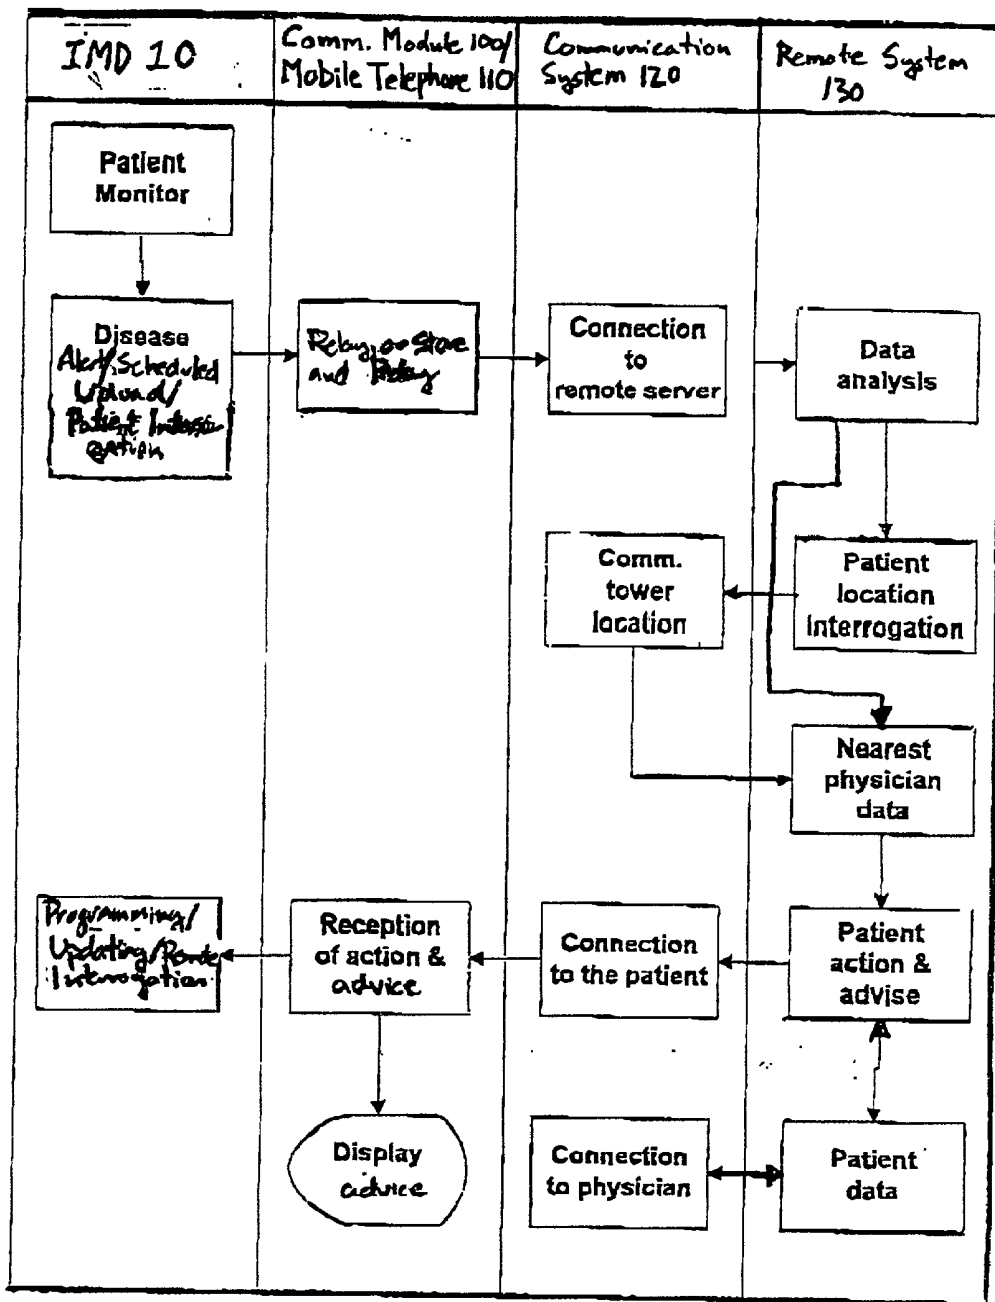 IMD 10
Comm. Module 100/
Mobile Telephone 110
Communication
System 120
Remote System
130
Patient
Monitor
Disease
Alert/Scheduled
Upload/
Patient Interro
gation
Relay, or Store
and Relay
Connection
to
remote server
Data
analysis
Comm.
tower
location
Patient
location
interrogation
Nearest
physician
data
Programming/
Updating/Remote
Interrogation
Reception
of action &
advice
Connection
to the patient
Patient
action &
advise
Display
advice
Connection
to physician
Patient
data